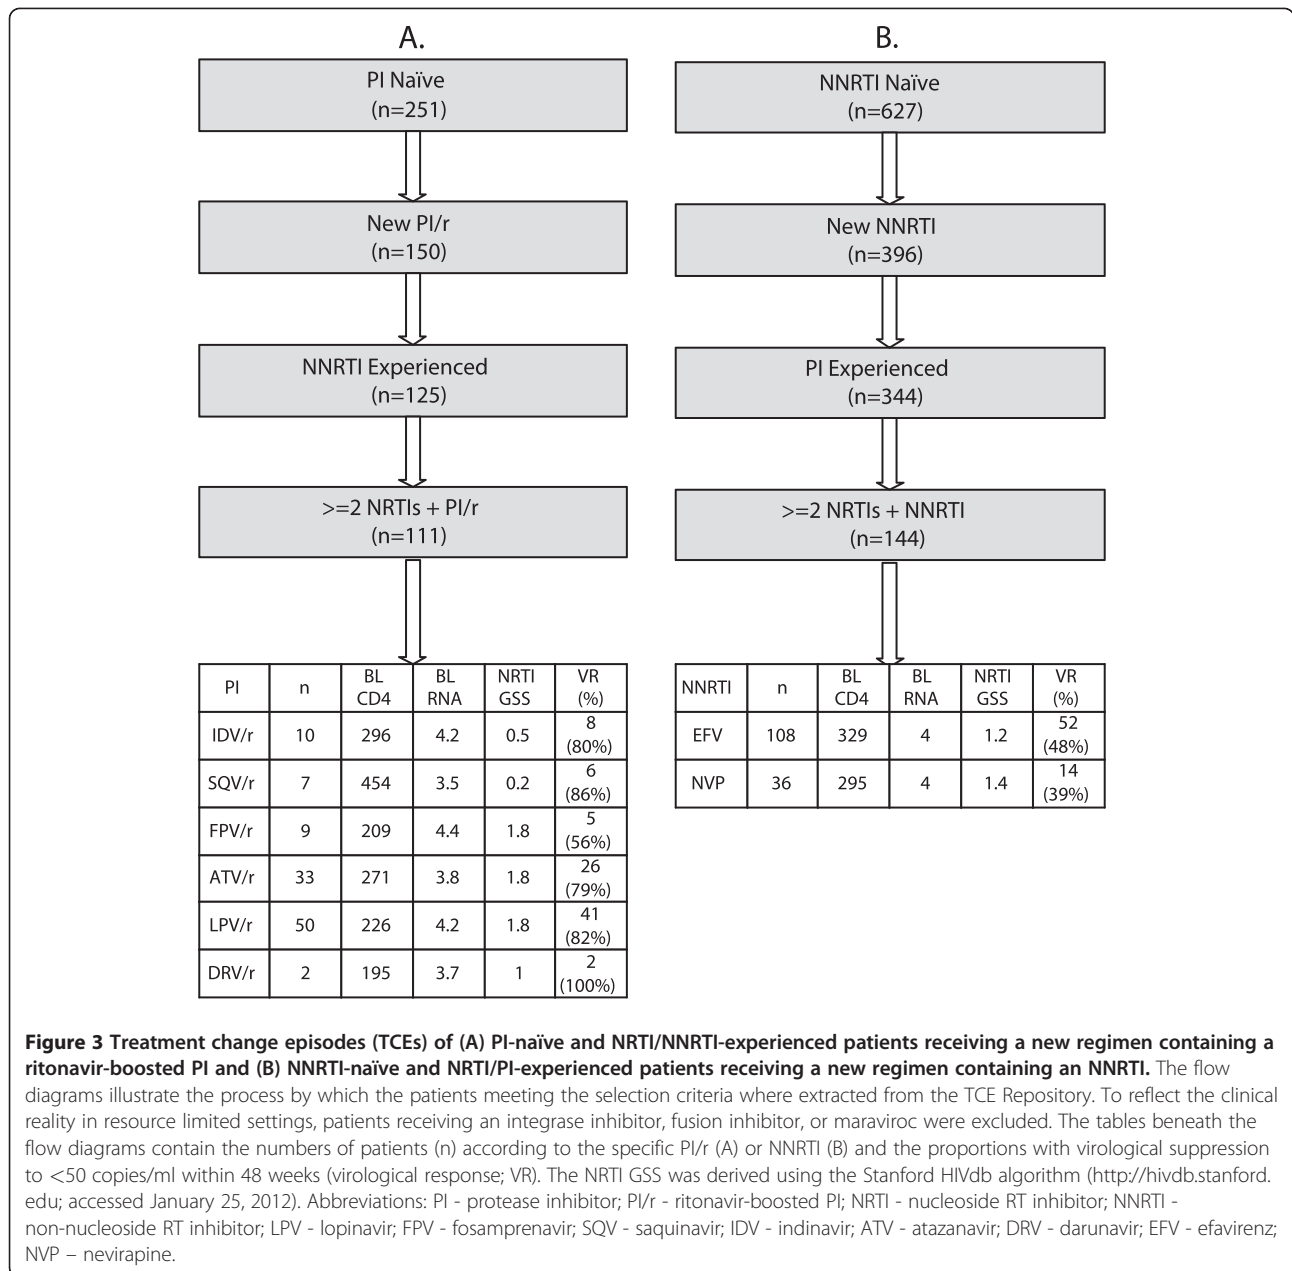 A.
PI Naïve
(n=251)
New PI/r
(n=150)
NNRTI Experienced
(n=125)
>=2 NRTIs + PI/r
(n=111)
PI n BL CD4 BL RNA NRTI GSS VR (%)
IDV/r 10 296 4.2 0.5 8 (80%)
SQV/r 7 454 3.5 0.2 6 (86%)
FPV/r 9 209 4.4 1.8 5 (56%)
ATV/r 33 271 3.8 1.8 26 (79%)
LPV/r 50 226 4.2 1.8 41 (82%)
DRV/r 2 195 3.7 1 2 (100%)
B.
NNRTI Naïve
(n=627)
New NNRTI
(n=396)
PI Experienced
(n=344)
>=2 NRTIs + NNRTI
(n=144)
NNRTI n BL CD4 BL RNA NRTI GSS VR (%)
EFV 108 329 4 1.2 52 (48%)
NVP 36 295 4 1.4 14 (39%)
Figure 3 Treatment change episodes (TCEs) of (A) PI-naïve and NRTI/NNRTI-experienced patients receiving a new regimen containing a
ritonavir-boosted PI and (B) NNRTI-naïve and NRTI/PI-experienced patients receiving a new regimen containing an NNRTI. The flow
diagrams illustrate the process by which the patients meeting the selection criteria where extracted from the TCE Repository. To reflect the clinical
reality in resource limited settings, patients receiving an integrase inhibitor, fusion inhibitor, or maraviroc were excluded. The tables beneath the
flow diagrams contain the numbers of patients (n) according to the specific PI/r (A) or NNRTI (B) and the proportions with virological suppression
to <50 copies/ml within 48 weeks (virological response; VR). The NRTI GSS was derived using the Stanford HIVdb algorithm (http://hivdb.stanford.
edu; accessed January 25, 2012). Abbreviations: PI - protease inhibitor; PI/r - ritonavir-boosted PI; NRTI - nucleoside RT inhibitor; NNRTI -
non-nucleoside RT inhibitor; LPV - lopinavir; FPV - fosamprenavir; SQV - saquinavir; IDV - indinavir; ATV - atazanavir; DRV - darunavir; EFV - efavirenz;
NVP – nevirapine.